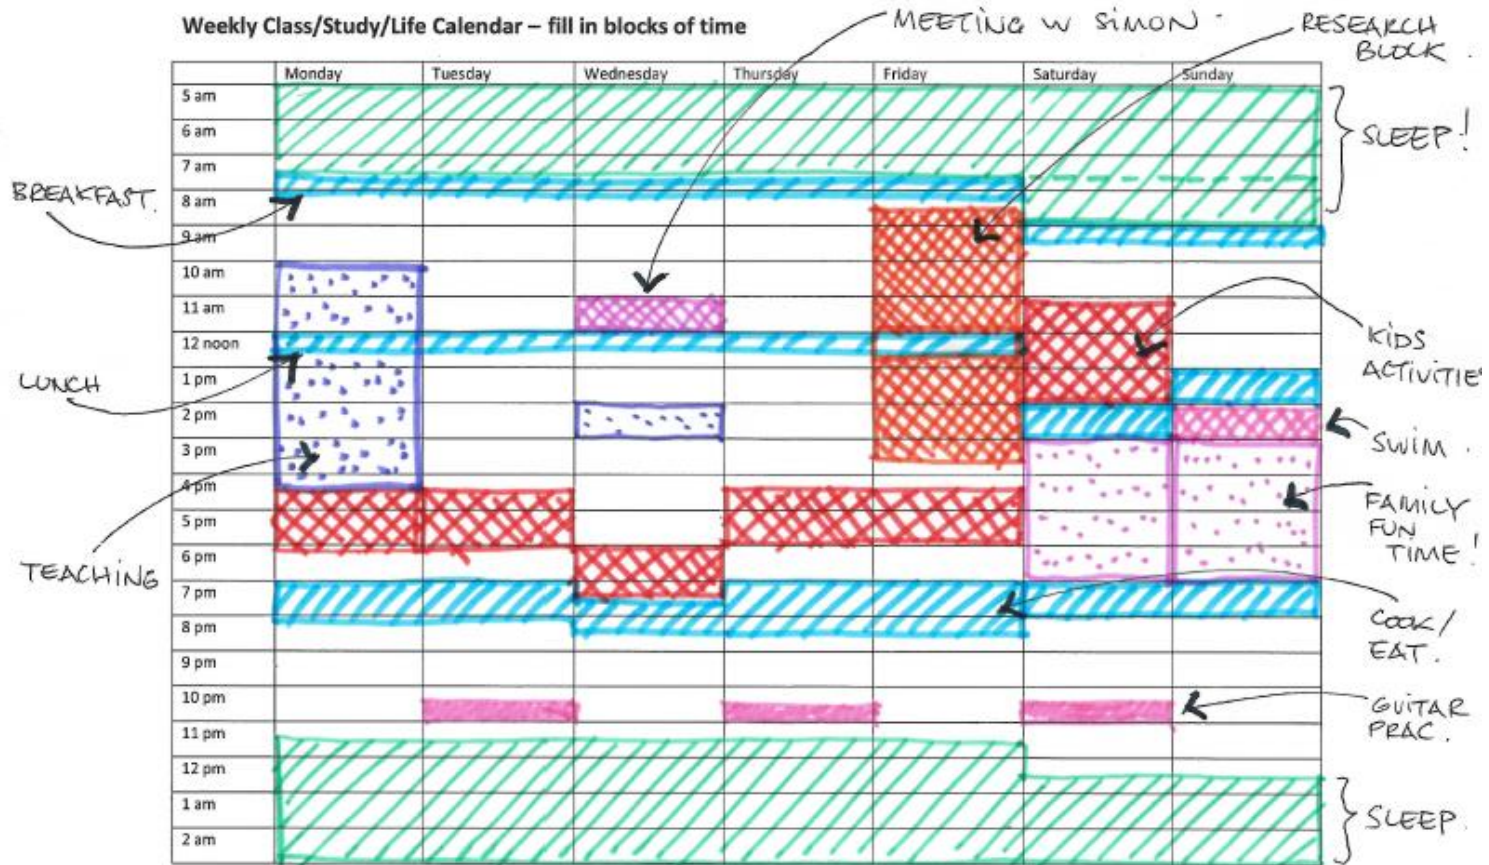 Weekly Class/Study/Life Calendar – fill in blocks of time
MEETING W SIMON
RESEARCH
BLOCK.
Monday Tuesday Wednesday Thursday Friday Saturday Sunday
5 am
6 am
SLEEP!
7 am
BREAKFAST.
8 am
9 am
10 am
11 am
12 noon
KIDS
ACTIVITIE
LUNCH
1 pm
2 pm
SWIM.
3 pm
4 pm
FAMILY
FUN
TIME!
5 pm
TEACHING
6 pm
7 pm
COOK/
EAT.
8 pm
9 pm
10 pm
GUITAR
PRAC.
11 pm
12 pm
1 am
SLEEP.
2 am